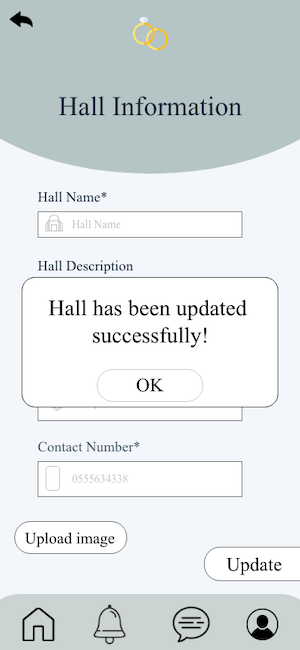 Hall Information
Hall Name*
Hall Name
Hall Description
Hall has been updated
successfully!
OK
Contact Number*
0555634338
Upload image
Update